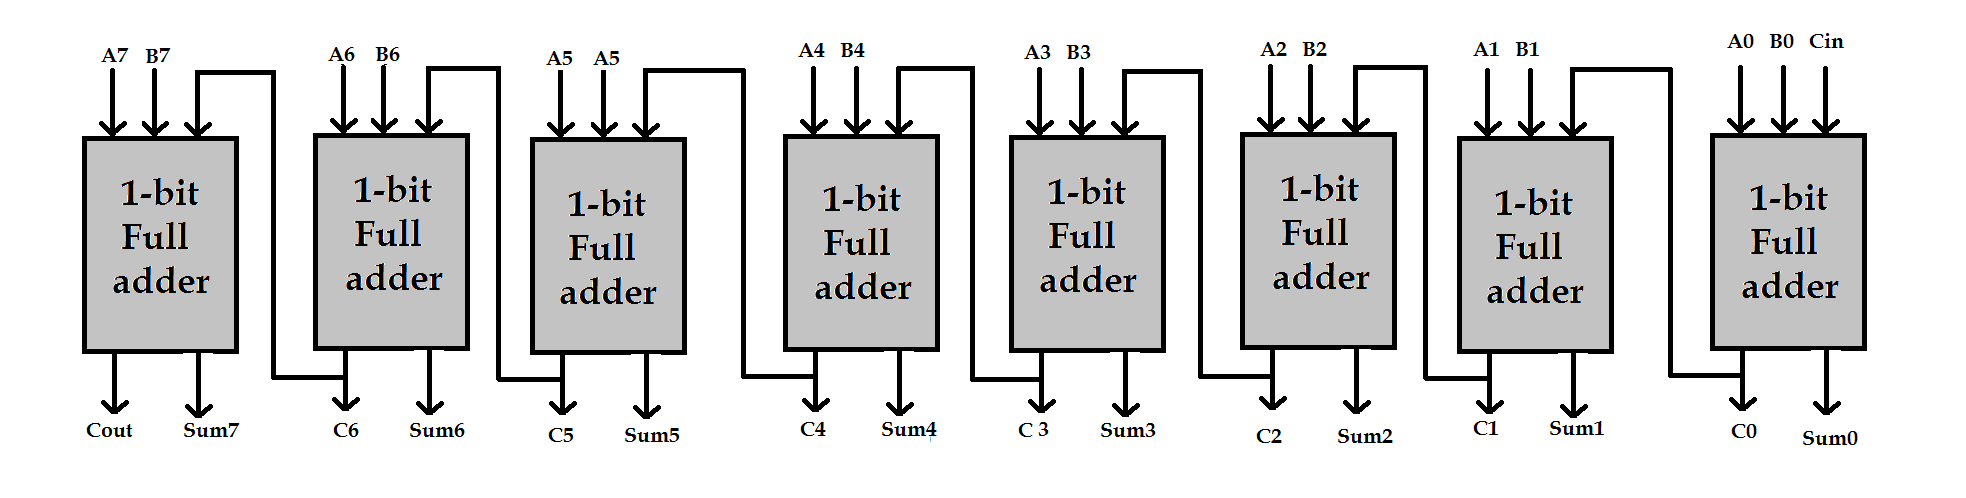 A7 B7 A6 B6 A5 A5 A4 B4 A3 B3 A2 B2 A1 B1 A0 B0 Cin
1-bit Full adder
1-bit Full adder
1-bit Full adder
1-bit Full adder
1-bit Full adder
1-bit Full adder
1-bit Full adder
1-bit Full adder
Cout Sum7 C6 Sum6 C5 Sum5 C4 Sum4 C 3 Sum3 C2 Sum2 C1 Sum1 C0 Sum0